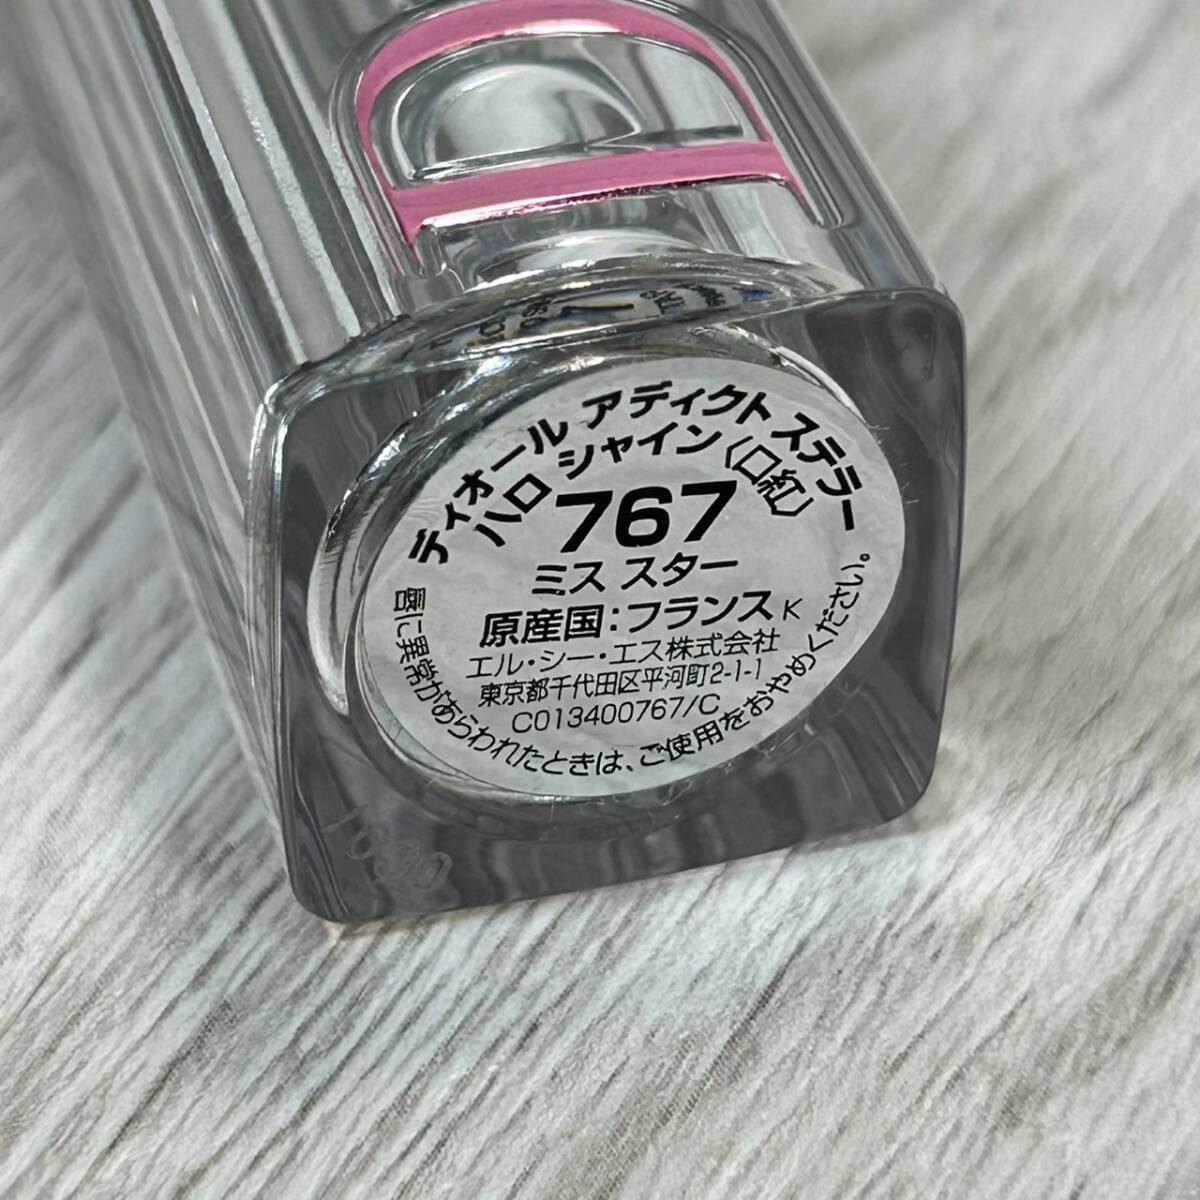 ディオール アディクト ステラー
ハロ シャイン〈口紅〉
767
ミス スター
原産国：フランス K
エル・シー・エス株式会社
東京都千代田区平河町2-1-1
C013400767/C
唇に異常があらわれたときは、ご使用をおやめください。